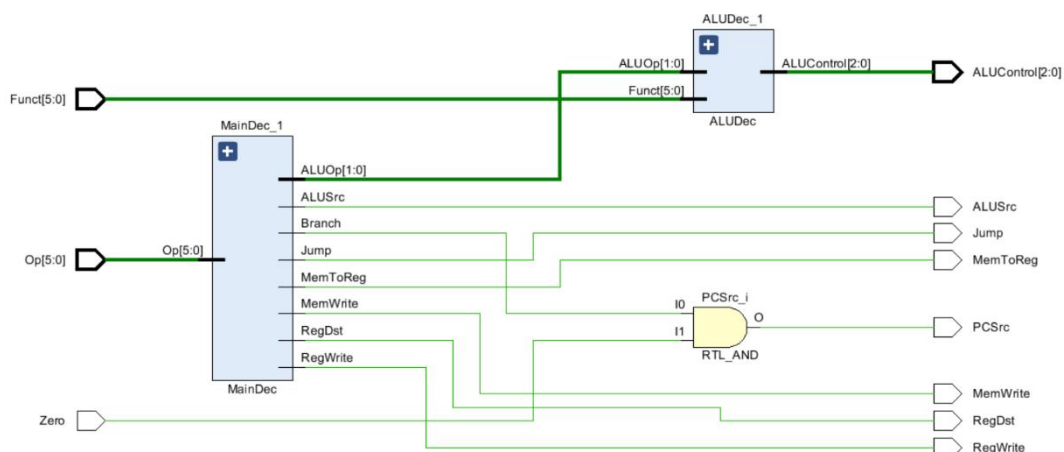 ALUDec_1
ALUOp[1:0]
ALUControl[2:0]
ALUControl[2:0]
Funct[5:0]
Funct[5:0]
ALUDec
MainDec_1
ALUOp[1:0]
ALUSrc
ALUSrc
Branch
Jump
Jump
Op[5:0]
Op[5:0]
MemToReg
MemToReg
MemWrite
RegDst
RegWrite
MainDec
PCSrc_i
I0
I1
O
RTL_AND
PCSrc
MemWrite
Zero
RegDst
RegWrite